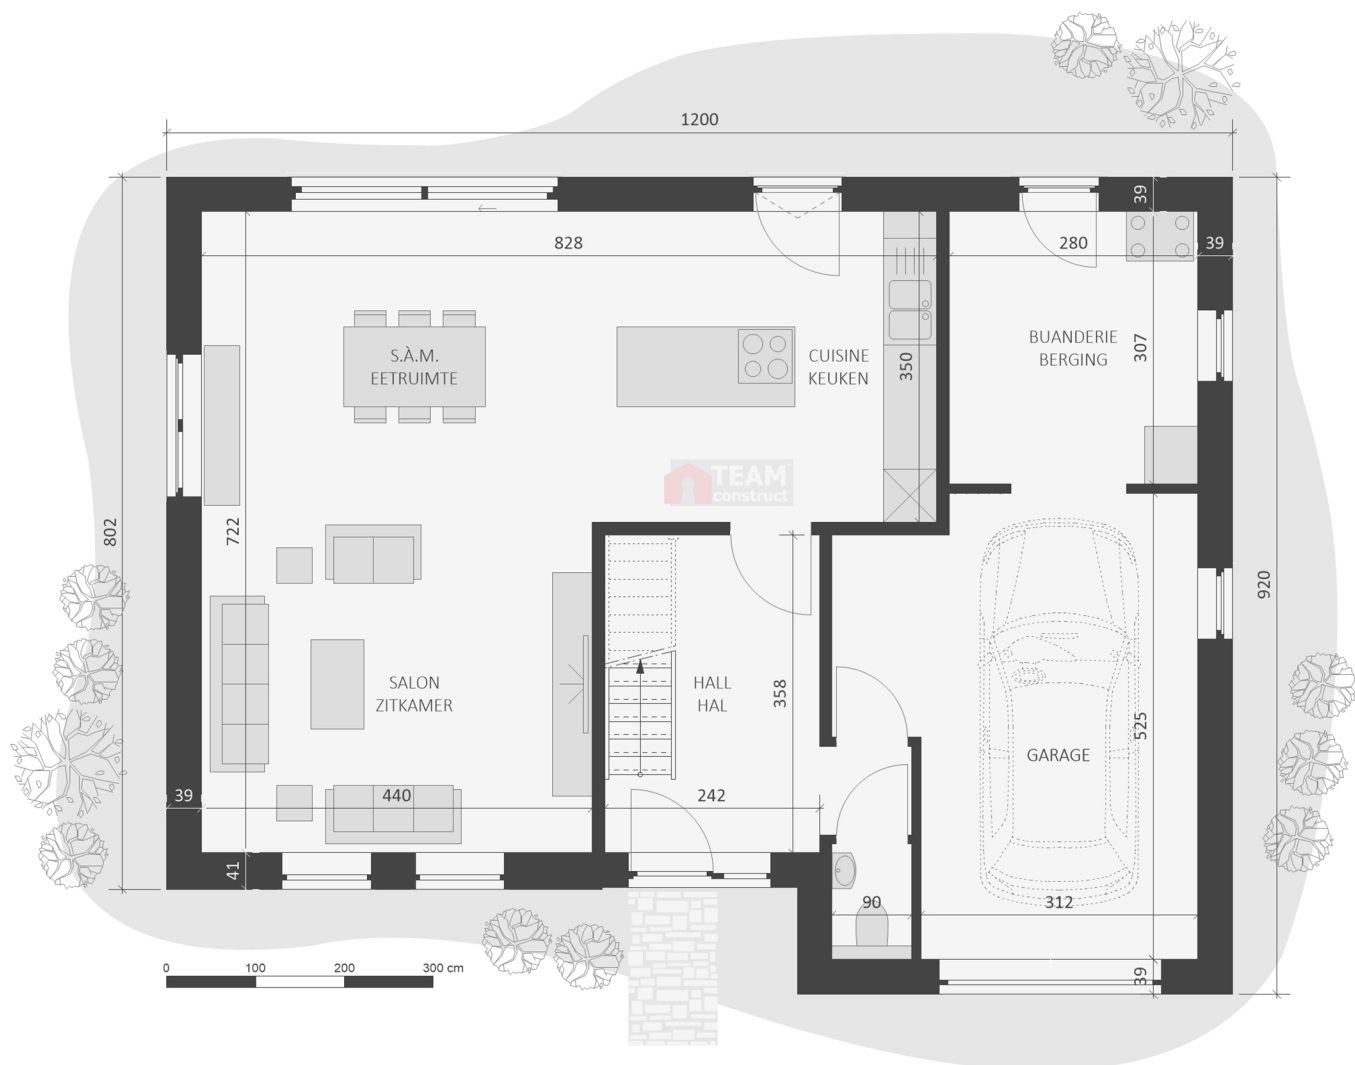 1200
39
828
280
39
S.À.M.
EETRUIMTE
CUISINE
KEUKEN
350
BUANDERIE
BERGING
307
TEAM
construct
802
722
920
SALON
ZITKAMER
HALL
HAL
358
525
GARAGE
39
440
242
41
90
312
39
0 100 200 300 cm